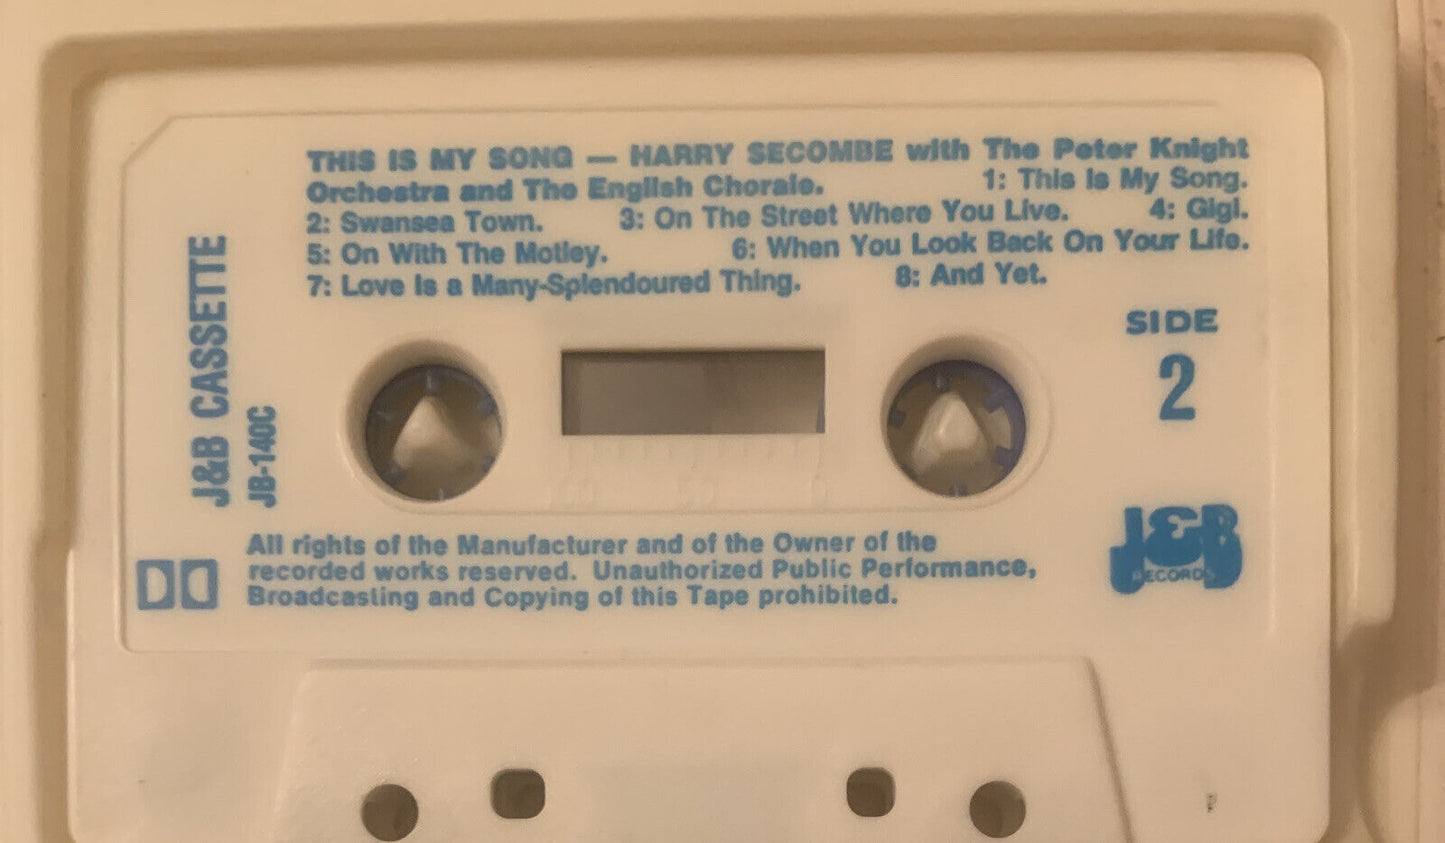 THIS IS MY SONG — HARRY SECOMBE with The Peter Knight
Orchestra and The English Chorale. 1: This Is My Song.
2: Swansea Town. 3: On The Street Where You Live. 4: Gigi.
5: On With The Motley. 6: When You Look Back On Your Life.
7: Love Is a Many-Splendoured Thing. 8: And Yet.
SIDE
2
J&B CASSETTE
JB-140C
100 50 0
All rights of the Manufacturer and of the Owner of the
recorded works reserved. Unauthorized Public Performance,
Broadcasting and Copying of this Tape prohibited.
J&B
RECORDS